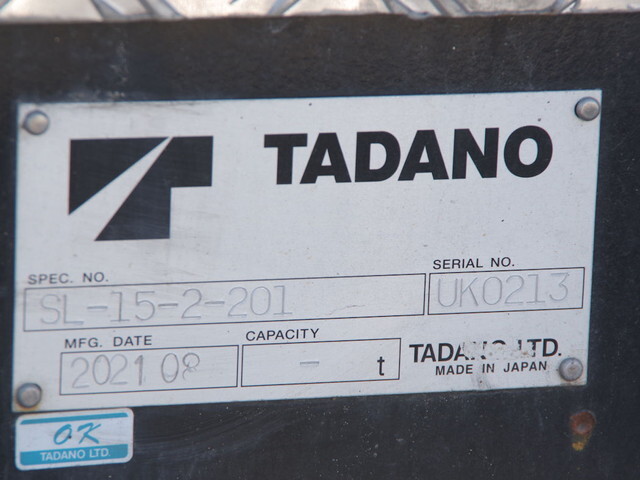 TADANO
SPEC. NO.
SL-15-2-201
SERIAL NO.
UK0213
MFG. DATE
2021 08
CAPACITY
- t
TADANO LTD.
MADE IN JAPAN
OK
TADANO LTD.